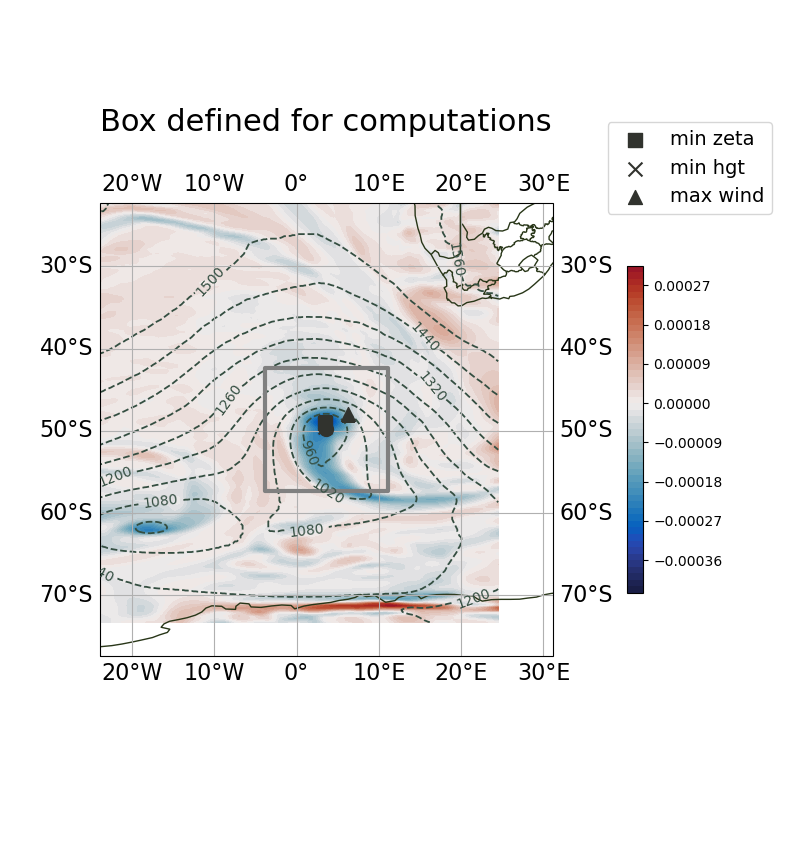 Box defined for computations
min zeta
min hgt
max wind
20°W 10°W 0° 10°E 20°E 30°E
30°S 30°S
40°S 40°S
50°S 50°S
60°S 60°S
70°S 70°S
20°W 10°W 0° 10°E 20°E 30°E
1500
1560
1440
1320
1260
960
1200
1020
1080
1080
40
1200
0.00027
0.00018
0.00009
0.00000
−0.00009
−0.00018
−0.00027
−0.00036